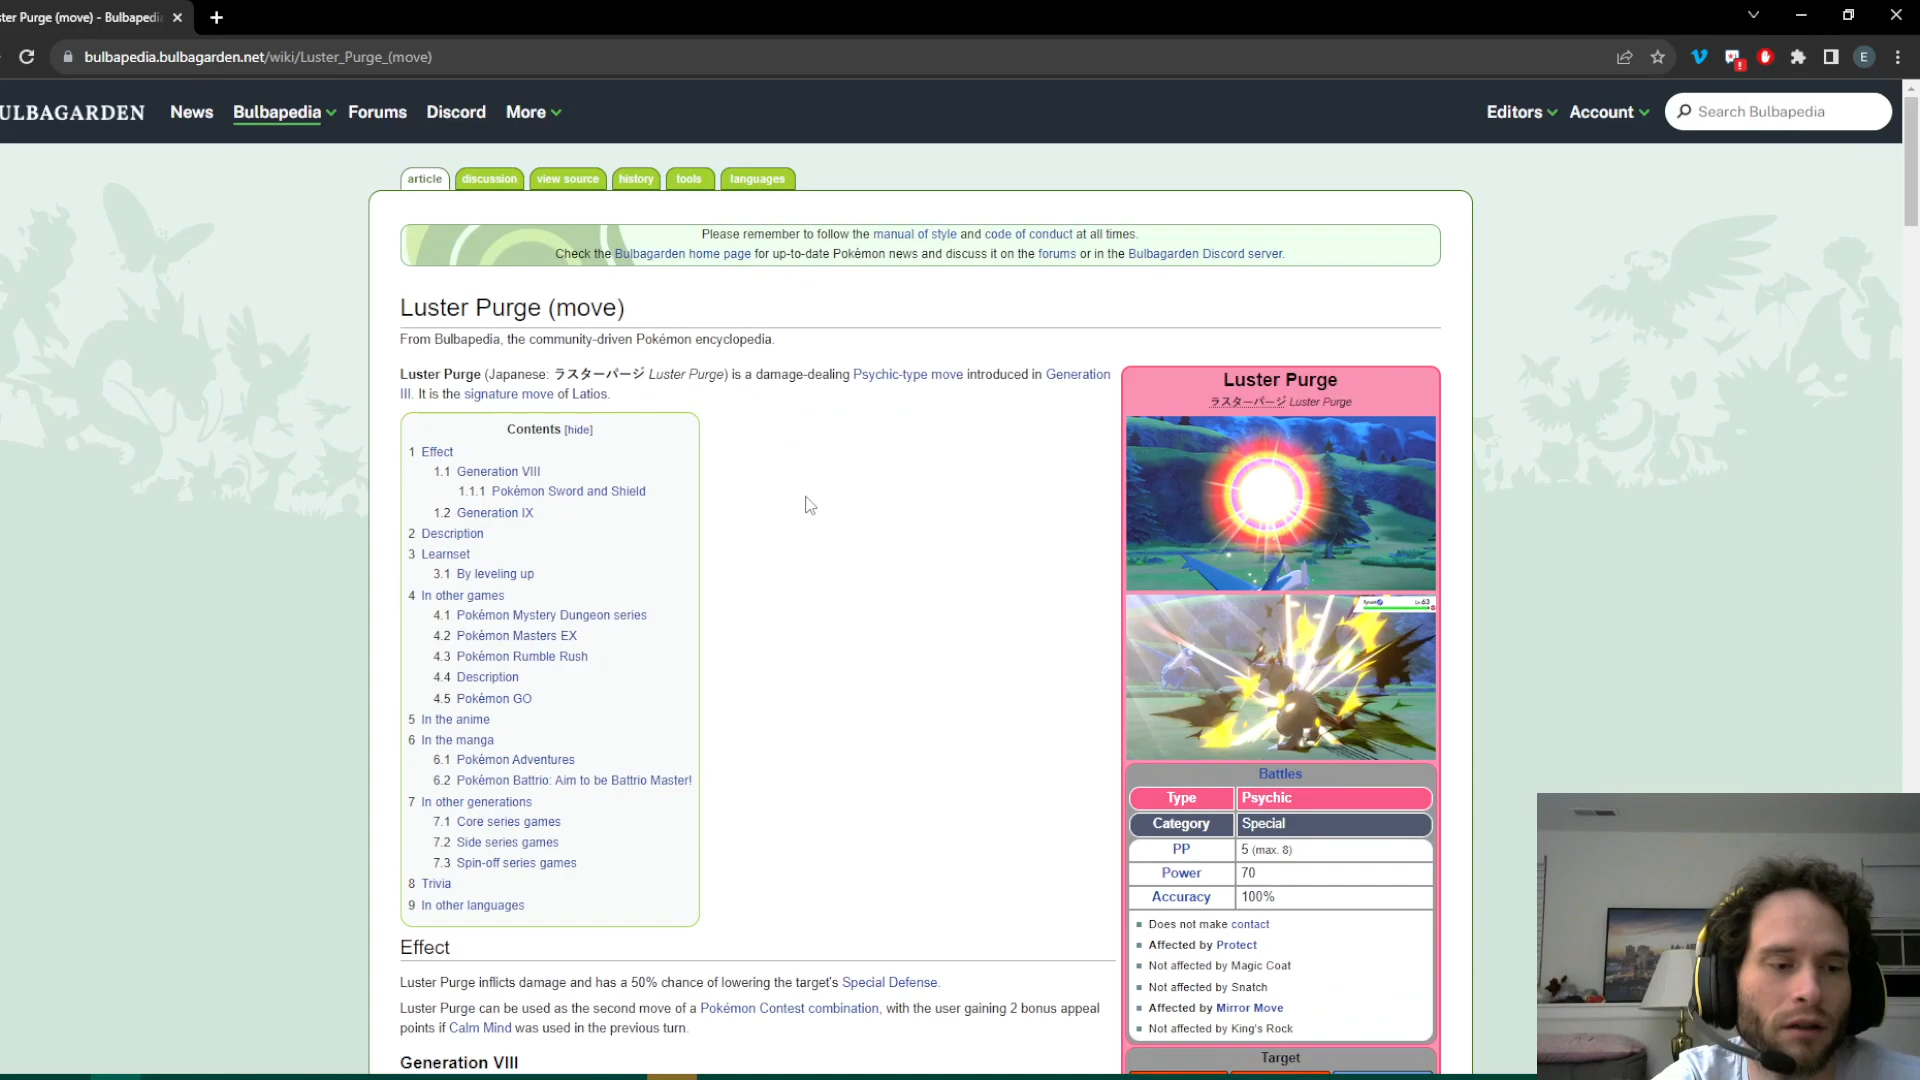 ster Purge (move) - Bulbapedi
bulbapedia.bulbagarden.net/wiki/Luster_Purge_(move)
E
ULBAGARDEN
News
Bulbapedia
Forums
Discord
More
Editors
Account
Search Bulbapedia
article
discussion
view source
history
tools
languages
Please remember to follow the manual of style and code of conduct at all times.
Check the Bulbagarden home page for up-to-date Pokémon news and discuss it on the forums or in the Bulbagarden Discord server.
Luster Purge (move)
From Bulbapedia, the community-driven Pokémon encyclopedia.
Luster Purge (Japanese: ラスターパージ Luster Purge) is a damage-dealing Psychic-type move introduced in Generation
III. It is the signature move of Latios.
Contents [hide]
1 Effect
1.1 Generation VIII
1.1.1 Pokémon Sword and Shield
1.2 Generation IX
2 Description
3 Learnset
3.1 By leveling up
4 In other games
4.1 Pokémon Mystery Dungeon series
4.2 Pokémon Masters EX
4.3 Pokémon Rumble Rush
4.4 Description
4.5 Pokémon GO
5 In the anime
6 In the manga
6.1 Pokémon Adventures
6.2 Pokémon Battrio: Aim to be Battrio Master!
7 In other generations
7.1 Core series games
7.2 Side series games
7.3 Spin-off series games
8 Trivia
9 In other languages
Effect
Luster Purge inflicts damage and has a 50% chance of lowering the target's Special Defense.
Luster Purge can be used as the second move of a Pokémon Contest combination, with the user gaining 2 bonus appeal
points if Calm Mind was used in the previous turn.
Generation VIII
Luster Purge
ラスターパージ Luster Purge
Battles
Type Psychic
Category Special
PP 5 (max. 8)
Power 70
Accuracy 100%
Does not make contact
Affected by Protect
Not affected by Magic Coat
Not affected by Snatch
Affected by Mirror Move
Not affected by King's Rock
Target